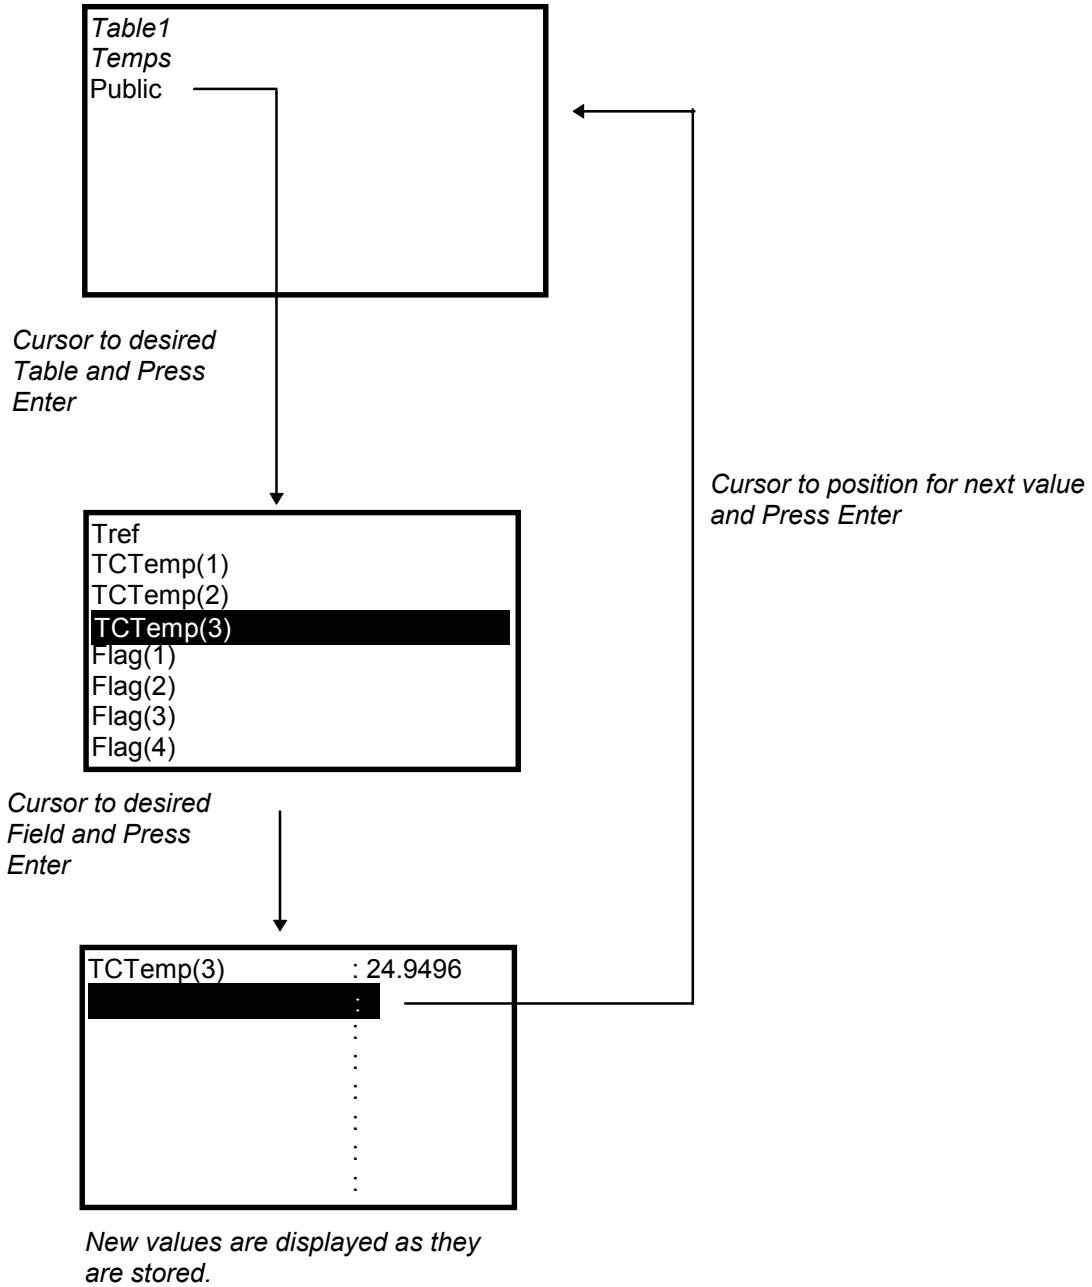 Table1
Temps
Public
Cursor to desired
Table and Press
Enter
Cursor to position for next value
and Press Enter
Tref
TCTemp(1)
TCTemp(2)
TCTemp(3)
Flag(1)
Flag(2)
Flag(3)
Flag(4)
Cursor to desired
Field and Press
Enter
TCTemp(3) : 24.9496
:
:
:
:
:
:
:
New values are displayed as they
are stored.